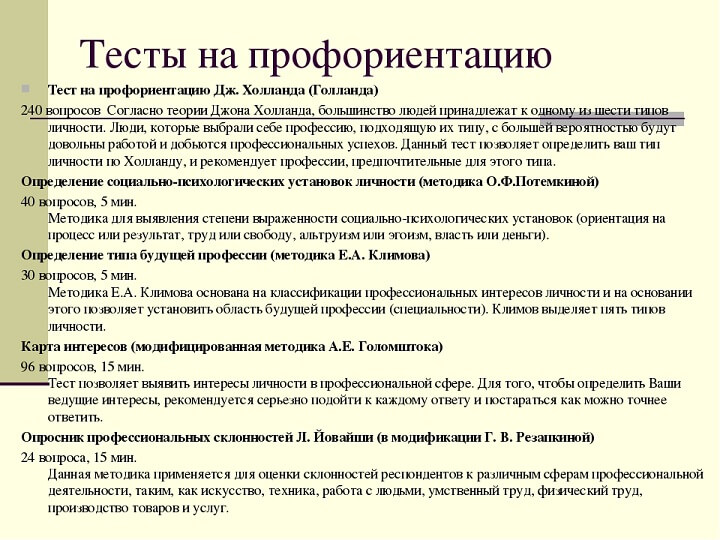 Тесты на профориентацию
Тест на профориентацию Дж. Холланда (Голланда)
240 вопросов Согласно теории Джона Холланда, большинство людей принадлежат к одному из шести типов
личности. Люди, которые выбрали себе профессию, подходящую их типу, с большей вероятностью будут
довольны работой и добьются профессиональных успехов. Данный тест позволяет определить ваш тип
личности по Холланду, и рекомендует профессии, предпочтительные для этого типа.
Определение социально-психологических установок личности (методика О.Ф.Потемкиной)
40 вопросов, 5 мин.
Методика для выявления степени выраженности социально-психологических установок (ориентация на
процесс или результат, труд или свободу, альтруизм или эгоизм, власть или деньги).
Определение типа будущей профессии (методика Е.А. Климова)
30 вопросов, 5 мин.
Методика Е.А. Климова основана на классификации профессиональных интересов личности и на основании
этого позволяет установить область будущей профессии (специальности). Климов выделяет пять типов
личности.
Карта интересов (модифицированная методика А.Е. Голомштока)
96 вопросов, 15 мин.
Тест позволяет выявить интересы личности в профессиональной сфере. Для того, чтобы определить Ваши
ведущие интересы, рекомендуется серьезно подойти к каждому ответу и постараться как можно точнее
ответить.
Опросник профессиональных склонностей Л. Йовайши (в модификации Г. В. Резапкиной)
24 вопроса, 15 мин.
Данная методика применяется для оценки склонностей респондентов к различным сферам профессиональной
деятельности, таким, как искусство, техника, работа с людьми, умственный труд, физический труд,
производство товаров и услуг.